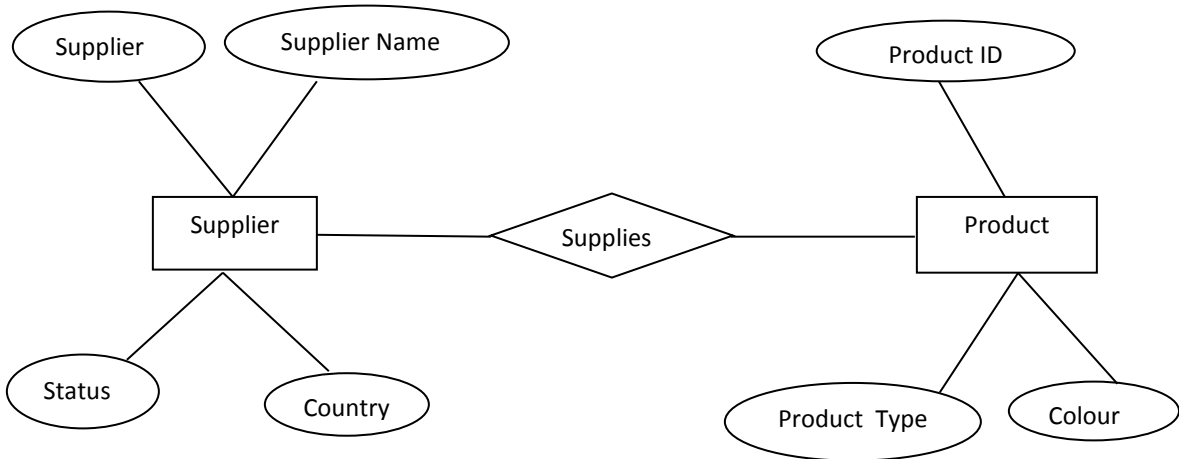 Supplier
Supplier Name
Product ID
Supplier
Supplies
Product
Status
Country
Product Type
Colour